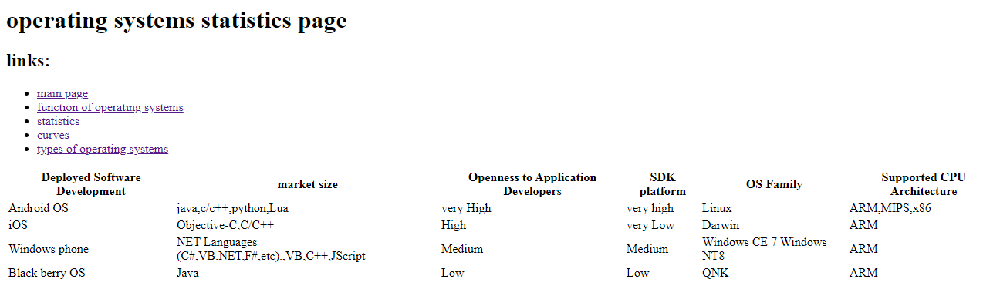 operating systems statistics page
links:
main page
function of operating systems
statistics
curves
types of operating systems
Deployed Software Development market size Openness to Application Developers SDK platform OS Family Supported CPU Architecture
Android OS java,c/c++,python,Lua very High very high Linux ARM,MIPS,x86
iOS Objective-C,C/C++ High very Low Darwin ARM
Windows phone NET Languages (C#,VB,NET,F#,etc).,VB,C++,JScript Medium Medium Windows CE 7 Windows NT8 ARM
Black berry OS Java Low Low QNK ARM